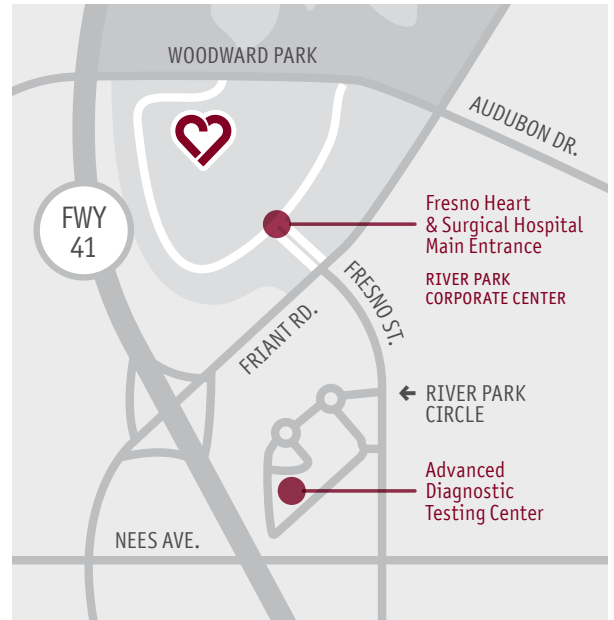 WOODWARD PARK
AUDUBON DR.
Fresno Heart
& Surgical Hospital
Main Entrance
RIVER PARK
CORPORATE CENTER
FWY
41
FRESNO ST.
FRIANT RD.
← RIVER PARK
CIRCLE
Advanced
Diagnostic
Testing Center
NEES AVE.